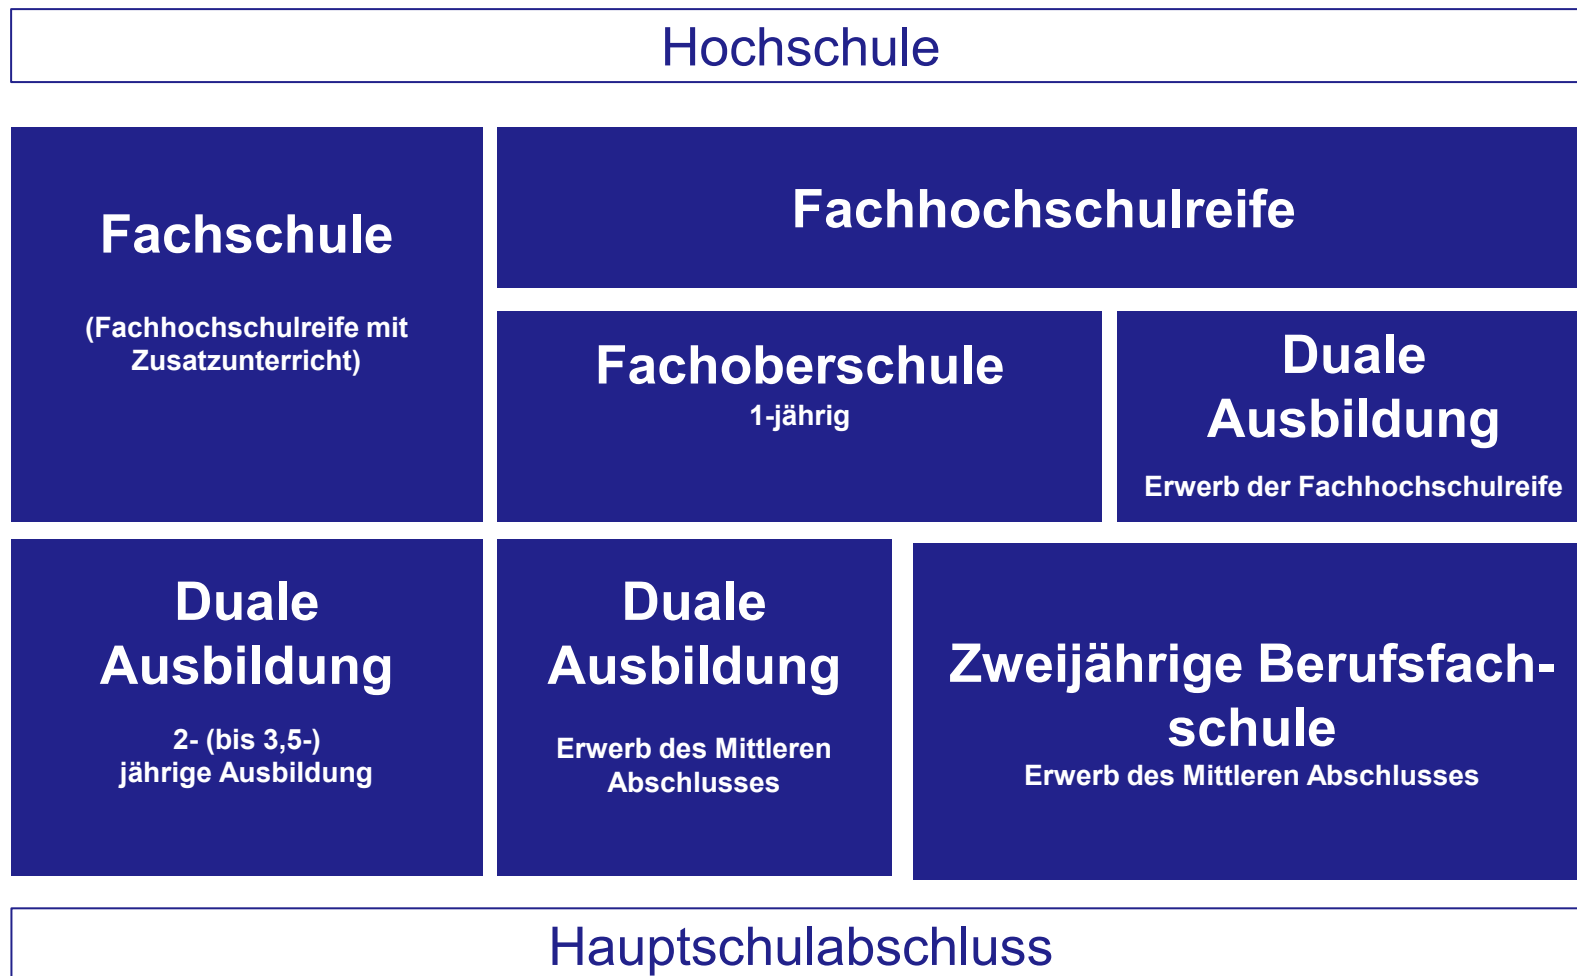 Hochschule
Fachschule
(Fachhochschulreife mit
Zusatzunterricht)
Fachhochschulreife
Fachoberschule
1-jährig
Duale
Ausbildung
Erwerb der Fachhochschulreife
Duale
Ausbildung
2- (bis 3,5-)
jährige Ausbildung
Duale
Ausbildung
Erwerb des Mittleren
Abschlusses
Zweijährige Berufsfach-
schule
Erwerb des Mittleren Abschlusses
Hauptschulabschluss